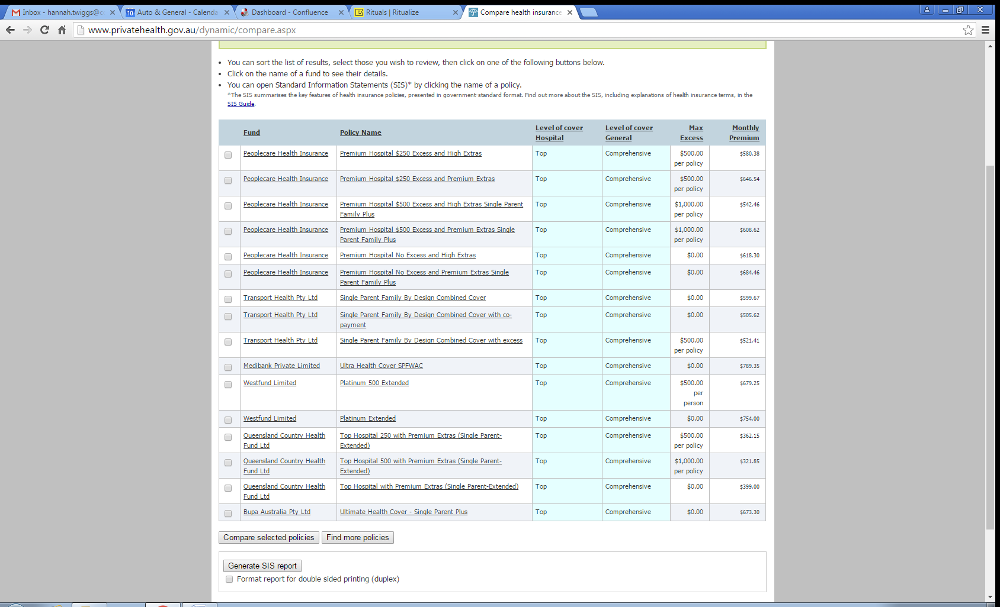 Inbox - hannah.twiggs@c
10 Auto & General - Calenda
Dashboard - Confluence
Rituals | Ritualize
Compare health insurance
www.privatehealth.gov.au/dynamic/compare.aspx
• You can sort the list of results, select those you wish to review, then click on one of the following buttons below.
• Click on the name of a fund to see their details.
• You can open Standard Information Statements (SIS)* by clicking the name of a policy.
*The SIS summarises the key features of health insurance policies, presented in government-standard format. Find out more about the SIS, including explanations of health insurance terms, in the
SIS Guide.
Fund Policy Name Level of cover Hospital Level of cover General Max Excess Monthly Premium
Peoplecare Health Insurance Premium Hospital $250 Excess and High Extras Top Comprehensive $500.00 $580.38
per policy
Peoplecare Health Insurance Premium Hospital $250 Excess and Premium Extras Top Comprehensive $500.00 $646.54
per policy
Peoplecare Health Insurance Premium Hospital $500 Excess and High Extras Single Parent Top Comprehensive $1,000.00 $542.46
Family Plus per policy
Peoplecare Health Insurance Premium Hospital $500 Excess and Premium Extras Single Top Comprehensive $1,000.00 $608.62
Parent Family Plus per policy
Peoplecare Health Insurance Premium Hospital No Excess and High Extras Top Comprehensive $0.00 $618.30
Peoplecare Health Insurance Premium Hospital No Excess and Premium Extras Single Top Comprehensive $0.00 $684.46
Parent Family Plus
Transport Health Pty Ltd Single Parent Family By Design Combined Cover Top Comprehensive $0.00 $599.67
Transport Health Pty Ltd Single Parent Family By Design Combined Cover with co- Top Comprehensive $0.00 $505.62
payment
Transport Health Pty Ltd Single Parent Family By Design Combined Cover with excess Top Comprehensive $500.00 $521.41
per policy
Medibank Private Limited Ultra Health Cover SPFWAC Top Comprehensive $0.00 $789.35
Westfund Limited Platinum 500 Extended Top Comprehensive $500.00 $679.25
per
person
Westfund Limited Platinum Extended Top Comprehensive $0.00 $754.00
Queensland Country Health Top Hospital 250 with Premium Extras (Single Parent- Top Comprehensive $500.00 $362.15
Fund Ltd Extended) per policy
Queensland Country Health Top Hospital 500 with Premium Extras (Single Parent- Top Comprehensive $1,000.00 $321.85
Fund Ltd Extended) per policy
Queensland Country Health Top Hospital with Premium Extras (Single Parent-Extended) Top Comprehensive $0.00 $399.00
Fund Ltd
Bupa Australia Pty Ltd Ultimate Health Cover - Single Parent Plus Top Comprehensive $0.00 $673.30
Compare selected policies Find more policies
Generate SIS report
Format report for double sided printing (duplex)